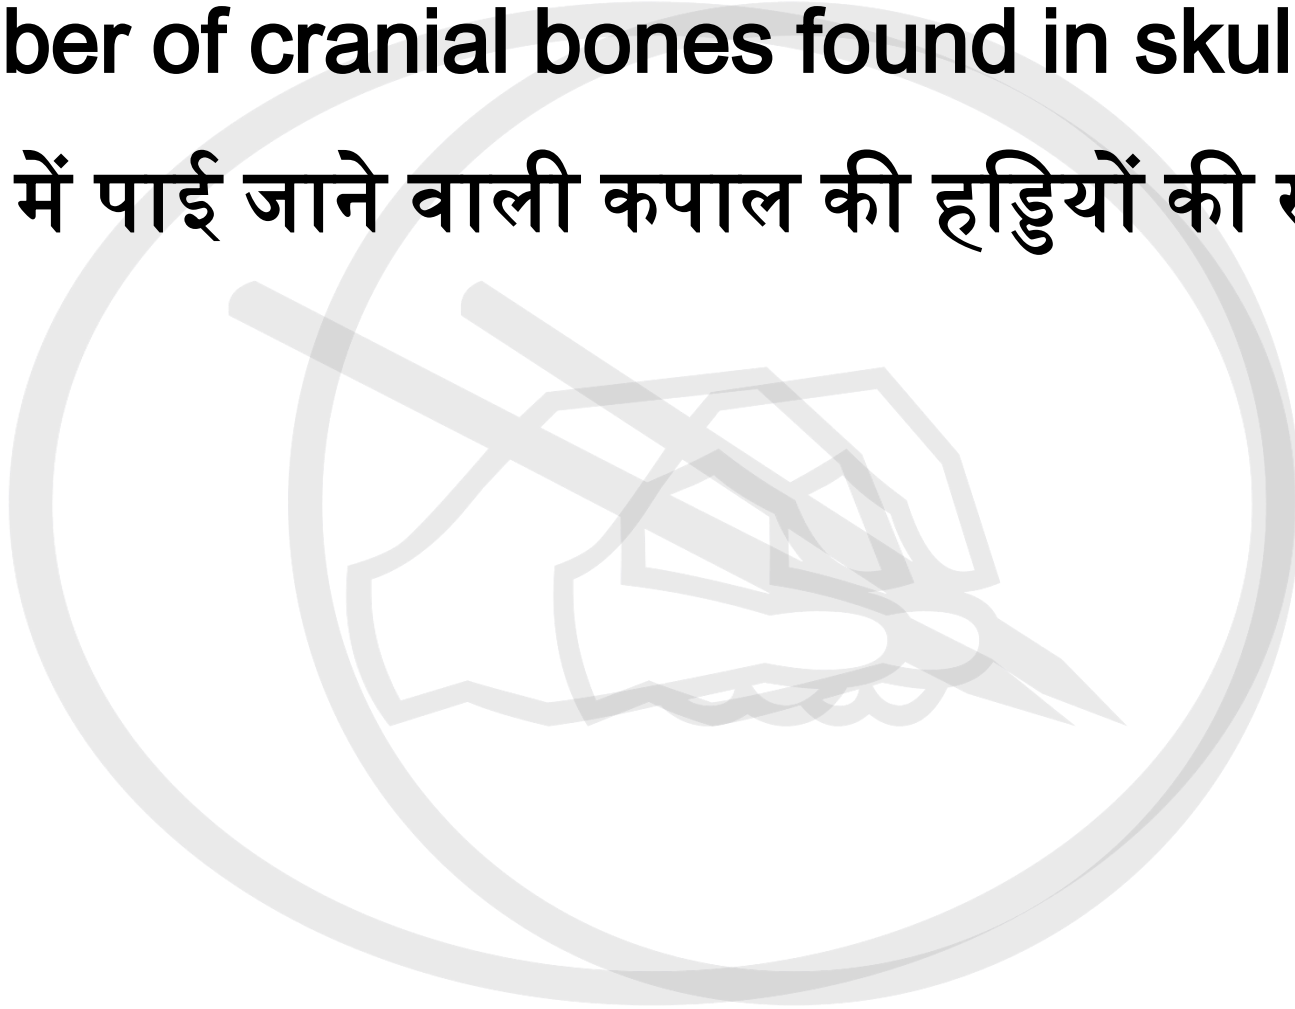 ber of cranial bones found in skul
में पाई जाने वाली कपाल की हड्डियों की